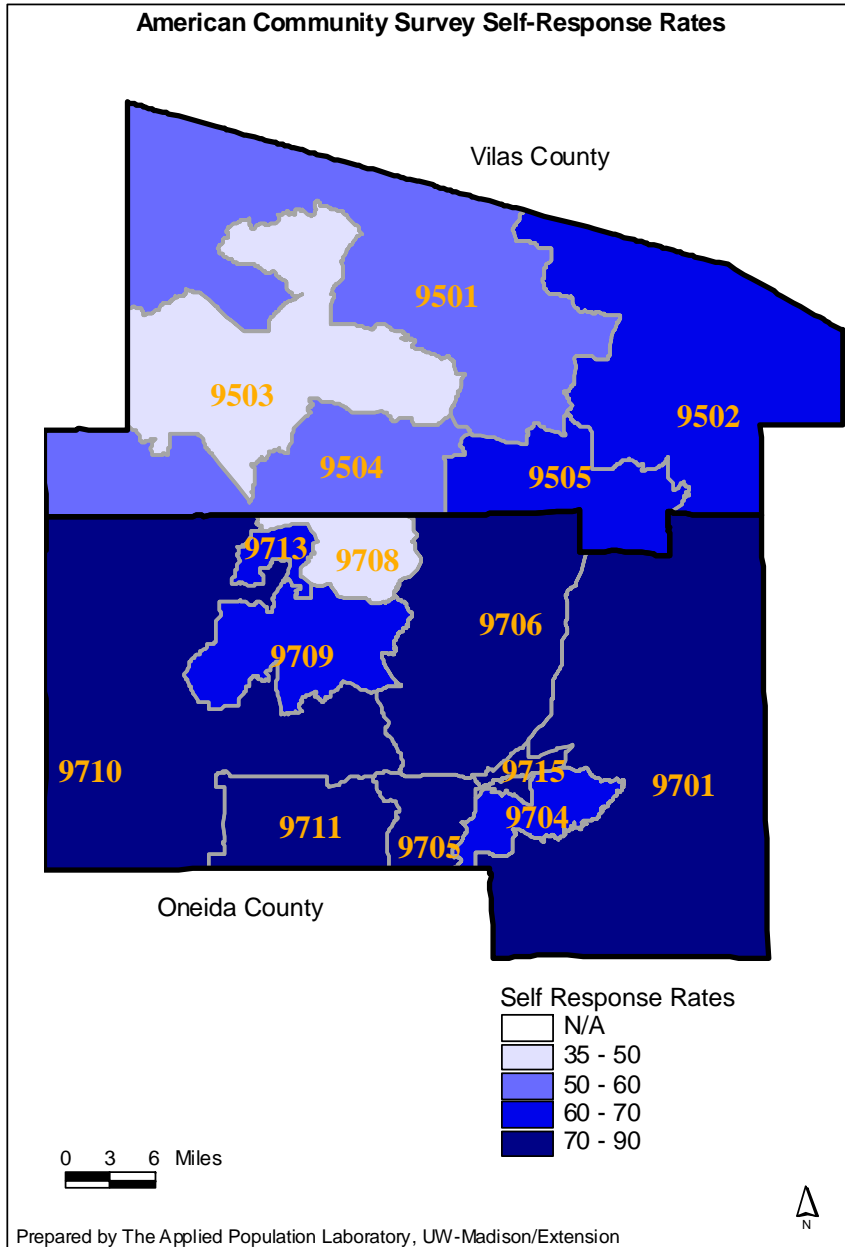 American Community Survey Self-Response Rates
Vilas County
9501
9503
9502
9504
9505
9713
9708
9706
9709
9710
9715
9701
9704
9711
9705
Oneida County
Self Response Rates
N/A
35 - 50
50 - 60
60 - 70
70 - 90
0 3 6 Miles
N
Prepared by The Applied Population Laboratory, UW-Madison/Extension